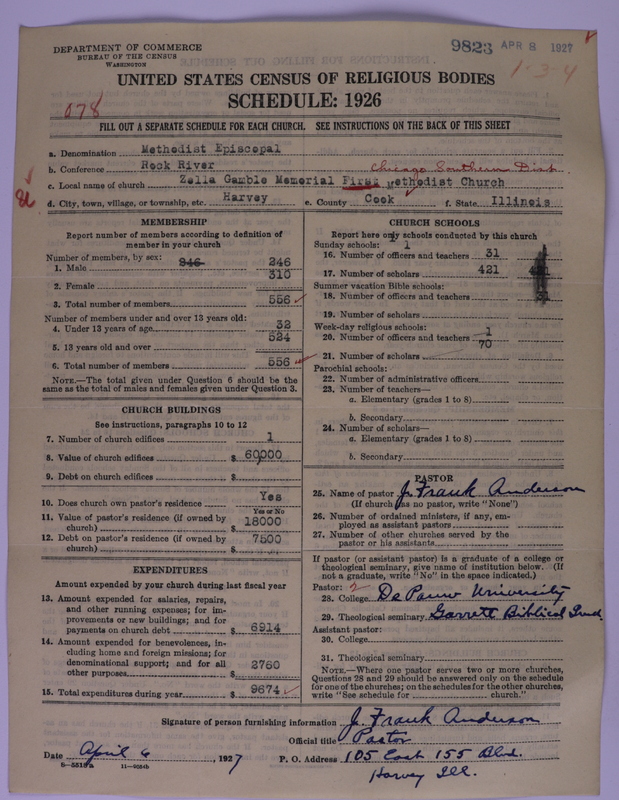 DEPARTMENT OF COMMERCE
BUREAU OF THE CENSUS
WASHINGTON
9823 APR 8 1927
1-3-4
UNITED STATES CENSUS OF RELIGIOUS BODIES
SCHEDULE: 1926
078
FILL OUT A SEPARATE SCHEDULE FOR EACH CHURCH. SEE INSTRUCTIONS ON THE BACK OF THIS SHEET
a. Denomination Methodist Episcopal
b. Conference Rock River Chicago Southern Dist.
c. Local name of church Zella Gamble Memorial First Methodist Church
d. City, town, village, or township, etc. Harvey e. County Cook f. State Illinois
MEMBERSHIP
Report number of members according to definition of
member in your church
Number of members, by sex: 246
1. Male 246
2. Female 310
3. Total number of members 556
Number of members under and over 13 years old:
4. Under 13 years of age 32
5. 13 years old and over 524
6. Total number of members 556
NOTE.—The total given under Question 6 should be the
same as the total of males and females given under Question 3.
CHURCH BUILDINGS
See instructions, paragraphs 10 to 12
7. Number of church edifices 1
8. Value of church edifices $ 60,000
9. Debt on church edifices $
10. Does church own pastor's residence Yes
Yes or No
11. Value of pastor's residence (if owned by
church) $ 18000
12. Debt on pastor's residence (if owned by
church) $ 7500
EXPENDITURES
Amount expended by your church during last fiscal year
13. Amount expended for salaries, repairs,
and other running expenses; for im-
provements or new buildings; and for
payments on church debt $ 6914
14. Amount expended for benevolences, in-
cluding home and foreign missions; for
denominational support; and for all
other purposes $ 2760
15. Total expenditures during year $ 9674
CHURCH SCHOOLS
Report here only schools conducted by this church
Sunday schools: 1
16. Number of officers and teachers 31
17. Number of scholars 421
Summer vacation Bible schools:
18. Number of officers and teachers
19. Number of scholars
Week-day religious schools:
20. Number of officers and teachers 1
21. Number of scholars 70
Parochial schools:
22. Number of administrative officers
23. Number of teachers—
a. Elementary (grades 1 to 8)
b. Secondary
24. Number of scholars—
a. Elementary (grades 1 to 8)
b. Secondary
PASTOR
25. Name of pastor J. Frank Anderson
(If church has no pastor, write "None")
26. Number of ordained ministers, if any, em-
ployed as assistant pastors
27. Number of other churches served by the
pastor or his assistants
If pastor (or assistant pastor) is a graduate of a college or
theological seminary, give name of institution below. (If
not a graduate, write "No" in the space indicated.)
Pastor: 2
28. College De Pauw University
29. Theological seminary Garrett Biblical
Assistant pastor:
30. College
31. Theological seminary
NOTE.—Where one pastor serves two or more churches,
Questions 28 and 29 should be answered only on the schedule
for one of the churches; on the schedules for the other churches,
write "See schedule for church."
Signature of person furnishing information J. Frank Anderson
Official title Pastor
Date April 6, 1927 P. O. Address 105 East 155 Blvd.
Harvey Ill.
8-5516a 11-9084b